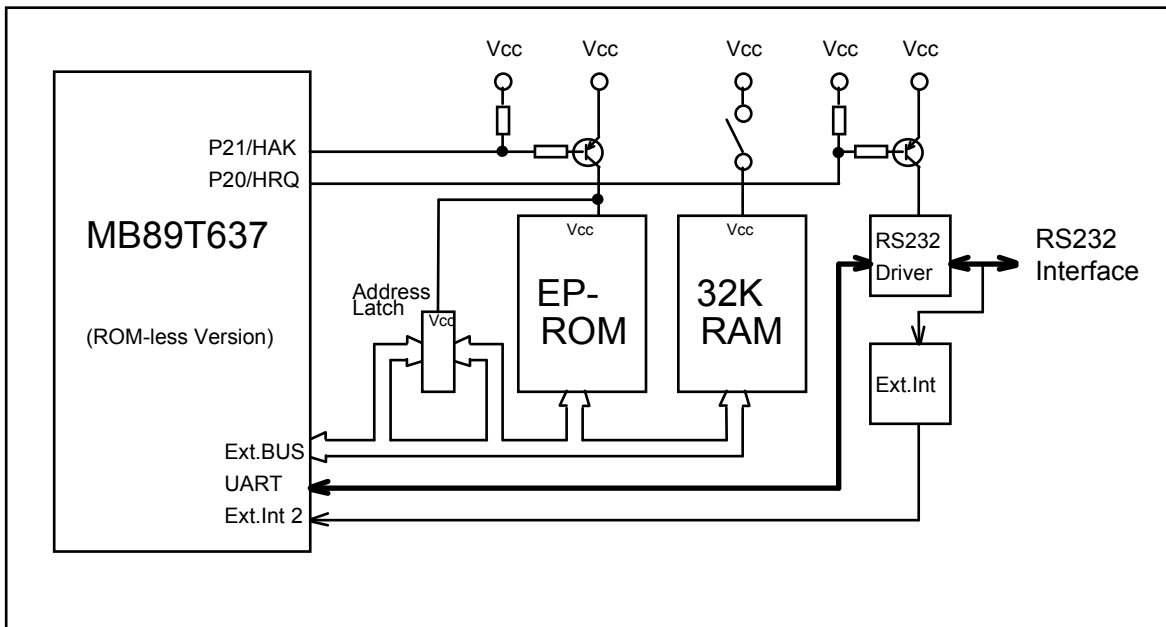 Vcc
Vcc
Vcc
Vcc
Vcc
P21/HAK
P20/HRQ
MB89T637
(ROM-less Version)
Ext.BUS
UART
Ext.Int 2
Address
Latch
Vcc
Vcc
EP-
ROM
Vcc
32K
RAM
RS232
Driver
RS232
Interface
Ext.Int